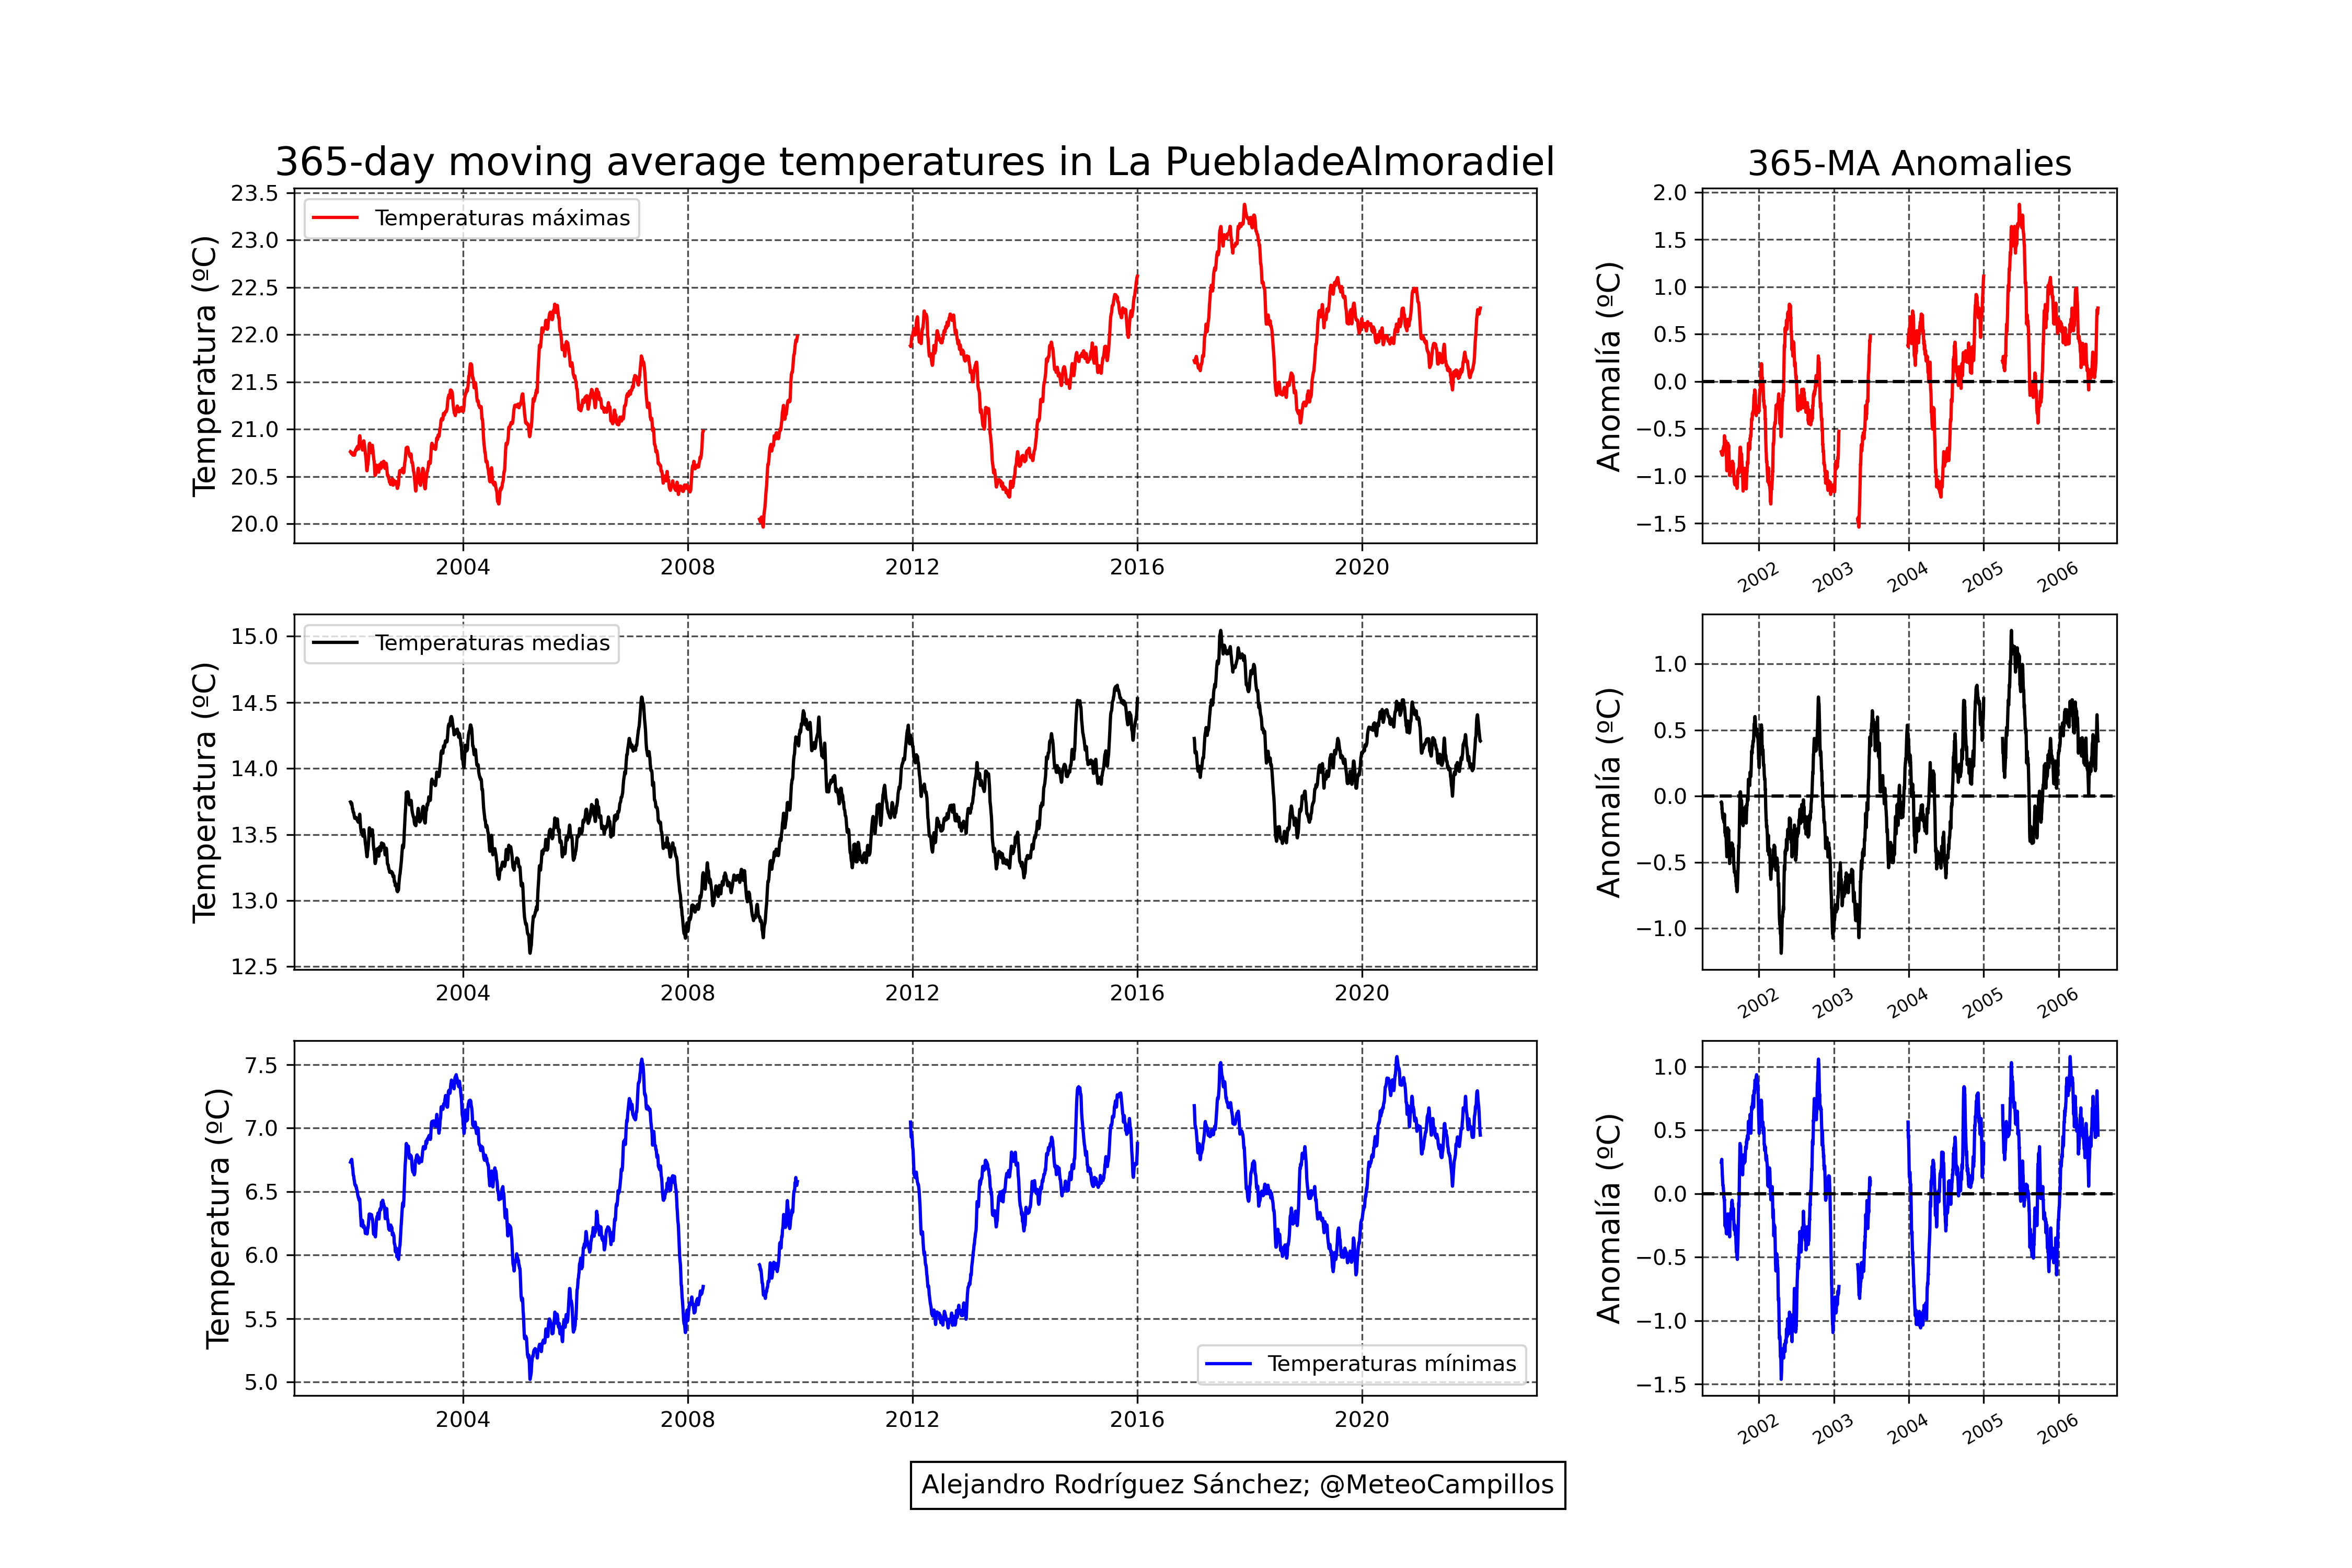 365-day moving average temperatures in La PuebladeAlmoradiel
365-MA Anomalies
Temperatura (ºC)
23.5
23.0
22.5
22.0
21.5
21.0
20.5
20.0
Temperaturas máximas
2004 2008 2012 2016 2020
Anomalía (ºC)
2.0
1.5
1.0
0.5
0.0
−0.5
−1.0
−1.5
2002 2003 2004 2005 2006
Temperatura (ºC)
15.0
14.5
14.0
13.5
13.0
12.5
Temperaturas medias
2004 2008 2012 2016 2020
Anomalía (ºC)
1.0
0.5
0.0
−0.5
−1.0
2002 2003 2004 2005 2006
Temperatura (ºC)
7.5
7.0
6.5
6.0
5.5
5.0
Temperaturas mínimas
2004 2008 2012 2016 2020
Anomalía (ºC)
1.0
0.5
0.0
−0.5
−1.0
−1.5
2002 2003 2004 2005 2006
Alejandro Rodríguez Sánchez; @MeteoCampillos